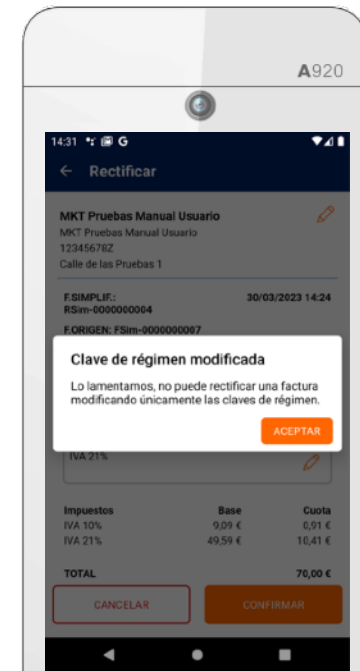 A920
14:31 G
← Rectificar
MKT Pruebas Manual Usuario
MKT Pruebas Manual Usuario
12345678Z
Calle de las Pruebas 1
F.SIMPLIF.: 30/03/2023 14:24
RSim-0000000004
F.ORIGEN: FSim-0000000007
Clave de régimen modificada
Lo lamentamos, no puede rectificar una factura
modificando únicamente las claves de régimen.
ACEPTAR
IVA 21%
Impuestos Base Cuota
IVA 10% 9,09 € 0,91 €
IVA 21% 49,59 € 10,41 €
TOTAL 70,00 €
CANCELAR CONFIRMAR